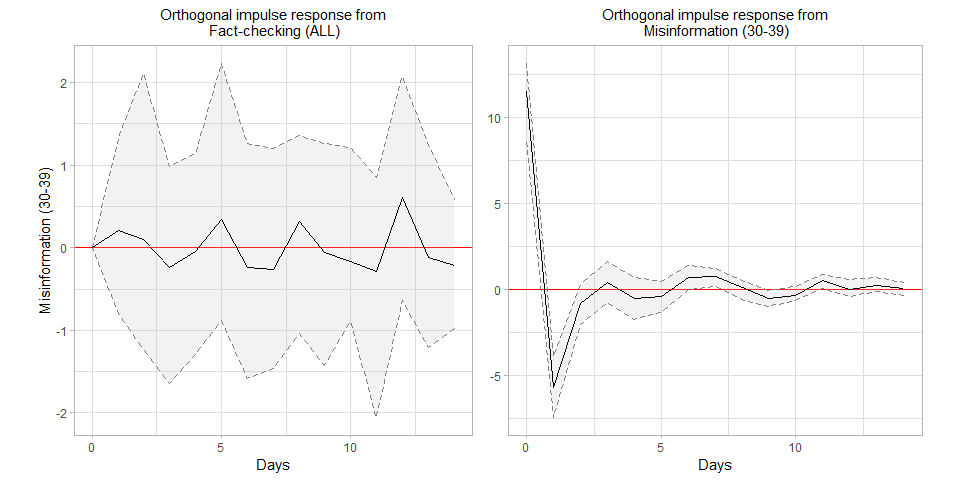 Orthogonal impulse response from
Fact-checking (ALL)
Misinformation (30-39)
2
1
0
-1
-2
0
5
10
Days
Orthogonal impulse response from
Misinformation (30-39)
10
5
0
-5
0
5
10
Days